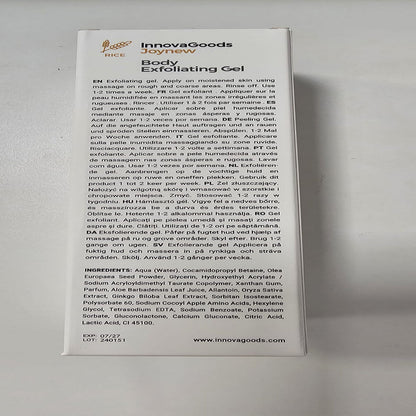 RICE
InnovaGoods
Joynew
Body
Exfoliating Gel
EN Exfoliating gel. Apply on moistened skin using
massage on rough and coarse areas. Rinse off. Use
1-2 times a week. FR Gel exfoliant. Appliquer sur la
peau humidifiée en massant les zones irrégulières et
rugueuses. Rincer. Utiliser 1 à 2 fois par semaine. ES
Gel exfoliante. Aplicar sobre piel humedecida
mediante masaje en zonas ásperas y rugosas.
Aclarar. Usar 1-2 veces por semana. DE Peeling Gel.
Auf die angefeuchtete Haut auftragen und an rauen
und spröden Stellen einmassieren. Abspülen. 1-2 Mal
pro Woche anwenden. IT Gel esfoliante. Applicare
sulla pelle inumidita massaggiando su zone ruvide.
Risciacquare. Utilizzare 1-2 volte a settimana. PT Gel
exfoliante. Aplicar sobre a pele humedecida através
de massagem nas zonas ásperas e rugosas. Lavar
com água. Usar 1-2 vezes por semana. NL Exfoliëren-
de gel. Aanbrengen op de vochtige huid en
inmasseren op ruwe en oneffen plekken. Gebruik dit
product 1 tot 2 keer per week. PL Żel złuszczający.
Nałożyć na wilgotną skórę i wmasować w szorstkie i
chropowate miejsca. Zmyć. Stosować 1-2 razy w
tygodniu. HU Hámlasztó gél. Vigye fel a nedves bőrre,
és masszírozza be a durva és érdes területekre.
Öblítse le. Hetente 1-2 alkalommal használja. RO Gel
exfoliant. Aplicați pe pielea umedă și masați zonele
aspre și dure. Clătiți. Utilizați de 1-2 ori pe săptămână.
DA Eksfolierende gel. Påfør på fugtet hud ved hjælp af
massage på ru og grove områder. Skyl efter. Brug 1-2
gange om ugen. SV Exfolierande gel Applicera på
fuktig hud och massera in på rynkiga och sträva
områden. Skölj. Använd 1-2 gånger per vecka.
INGREDIENTS: Aqua (Water), Cocamidopropyl Betaine, Olea
Europaea Seed Powder, Glycerin, Hydroxyethyl Acrylate /
Sodium Acryloyldimethyl Taurate Copolymer, Xanthan Gum,
Parfum, Aloe Barbadensis Leaf Juice, Allantoin, Oryza Sativa
Extract, Ginkgo Biloba Leaf Extract, Sorbitan Isostearate,
Polysorbate 60, Sodium Cocoyl Apple Amino Acids, Hexylene
Glycol, Tetrasodium EDTA, Sodium Benzoate, Potassium
Sorbate, Gluconolactone, Calcium Gluconate, Citric Acid,
Lactic Acid, CI 45100.
EXP: 07/27
LOT: 240151
www.innovagoods.com